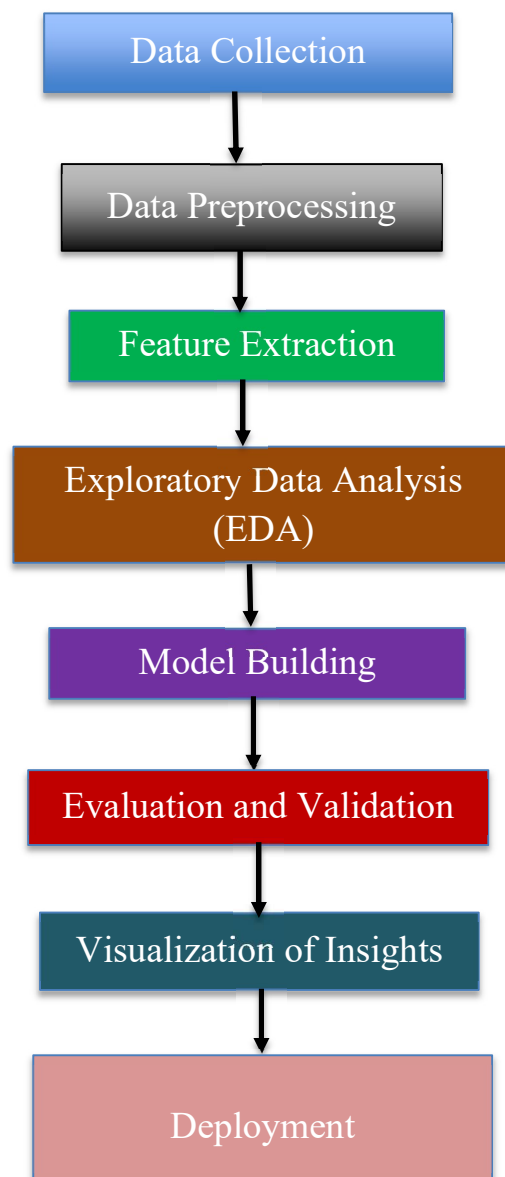 Data Collection
Data Preprocessing
Feature Extraction
Exploratory Data Analysis
(EDA)
Model Building
Evaluation and Validation
Visualization of Insights
Deployment